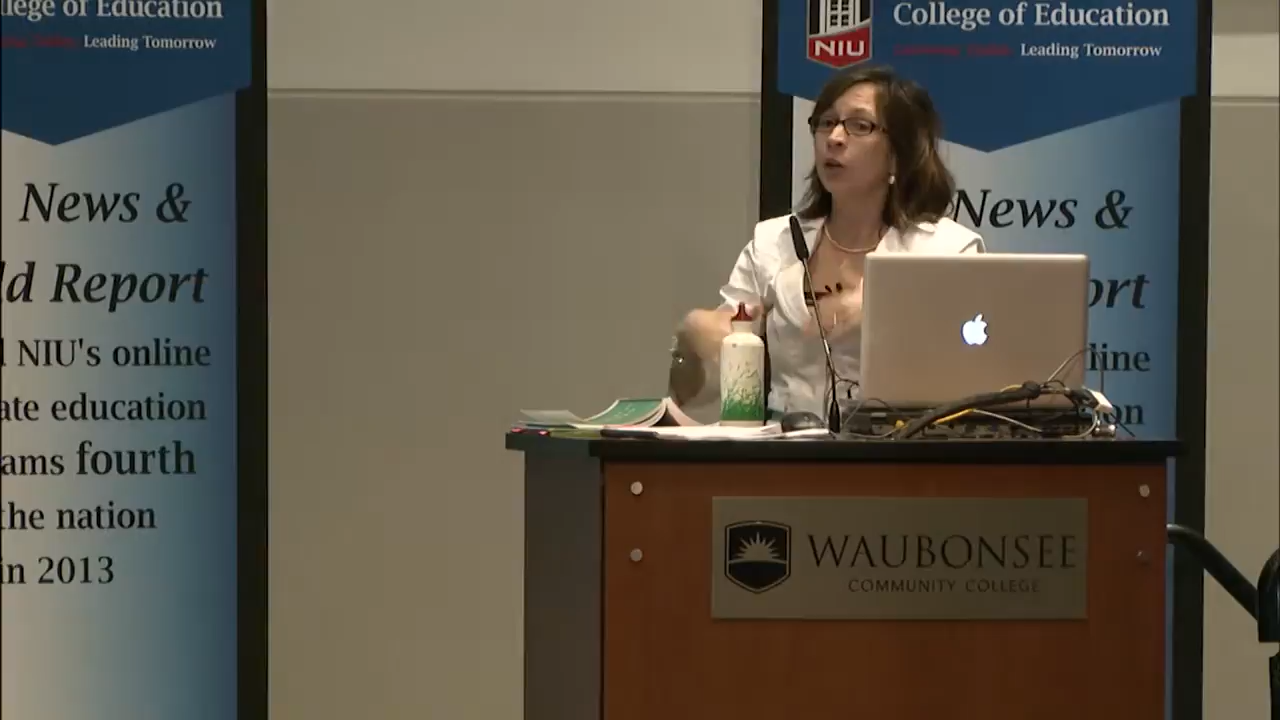 llege of Education
Leading Tomorrow
News &
ld Report
NIU's online
ate education
ams fourth
the nation
in 2013
NIU
College of Education
Leading Tomorrow
News &
ort
line
on
WAUBONSEE
COMMUNITY COLLEGE